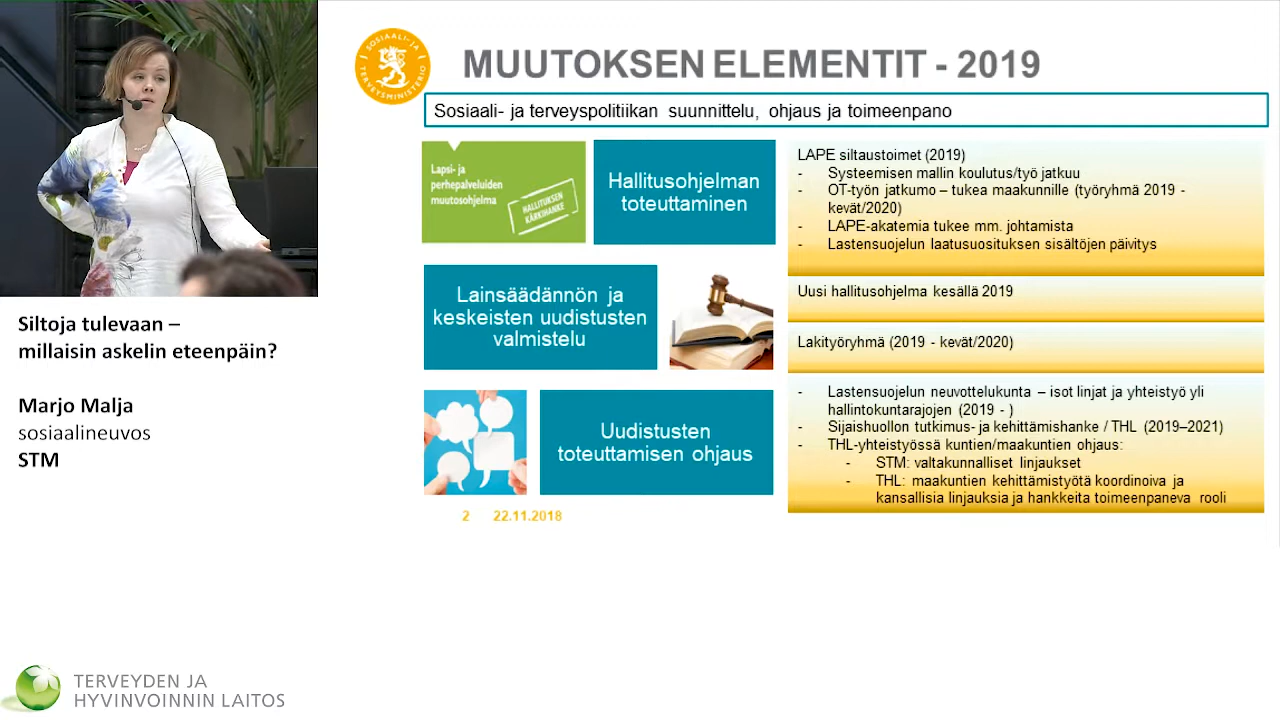 SOSIAALI- JA TERVEYSMINISTERIÖ
MUUTOKSEN ELEMENTIT - 2019
Sosiaali- ja terveyspolitiikan suunnittelu, ohjaus ja toimeenpano
Lapsi- ja
perhepalveluiden
muutosohjelma
HALLITUKSEN
KÄRKIHANKE
Hallitusohjelman
toteuttaminen
LAPE siltaustoimet (2019)
- Systeemisen mallin koulutus/työ jatkuu
- OT-työn jatkumo – tukea maakunnille (työryhmä 2019 -
kevät/2020)
- LAPE-akatemia tukee mm. johtamista
- Lastensuojelun laatusuosituksen sisältöjen päivitys
Lainsäädännön ja
keskeisten uudistusten
valmistelu
Uusi hallitusohjelma kesällä 2019
Lakityöryhmä (2019 - kevät/2020)
Uudistusten
toteuttamisen ohjaus
- Lastensuojelun neuvottelukunta – isot linjat ja yhteistyö yli
hallintokuntarajojen (2019 - )
- Sijaishuollon tutkimus- ja kehittämishanke / THL (2019–2021)
- THL-yhteistyössä kuntien/maakuntien ohjaus:
- STM: valtakunnalliset linjaukset
- THL: maakuntien kehittämistyötä koordinoiva ja
kansallisia linjauksia ja hankkeita toimeenpaneva rooli
2 22.11.2018
Siltoja tulevaan –
millaisin askelin eteenpäin?
Marjo Malja
sosiaalineuvos
STM
TERVEYDEN JA
HYVINVOINNIN LAITOS